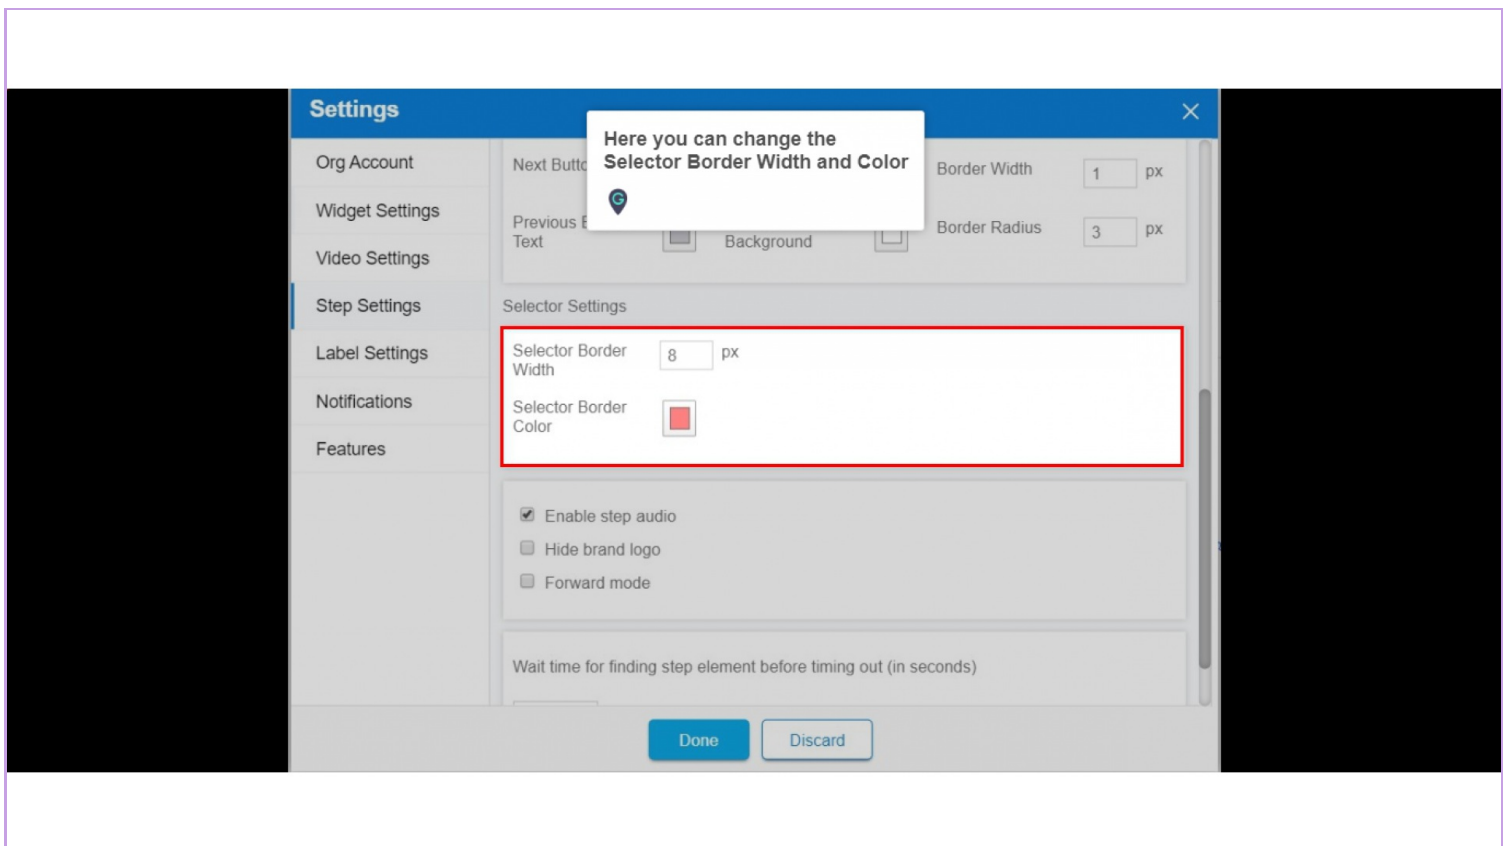 Settings
Here you can change the
Selector Border Width and Color
G
Org Account
Widget Settings
Video Settings
Step Settings
Label Settings
Notifications
Features
Next
Border Width
1
px
Previous
Text
Background
Border Radius
3
px
Selector Settings
Selector Border
Width
8
px
Selector Border
Color
Enable step audio
Hide brand logo
Forward mode
Wait time for finding step element before timing out (in seconds)
Done
Discard